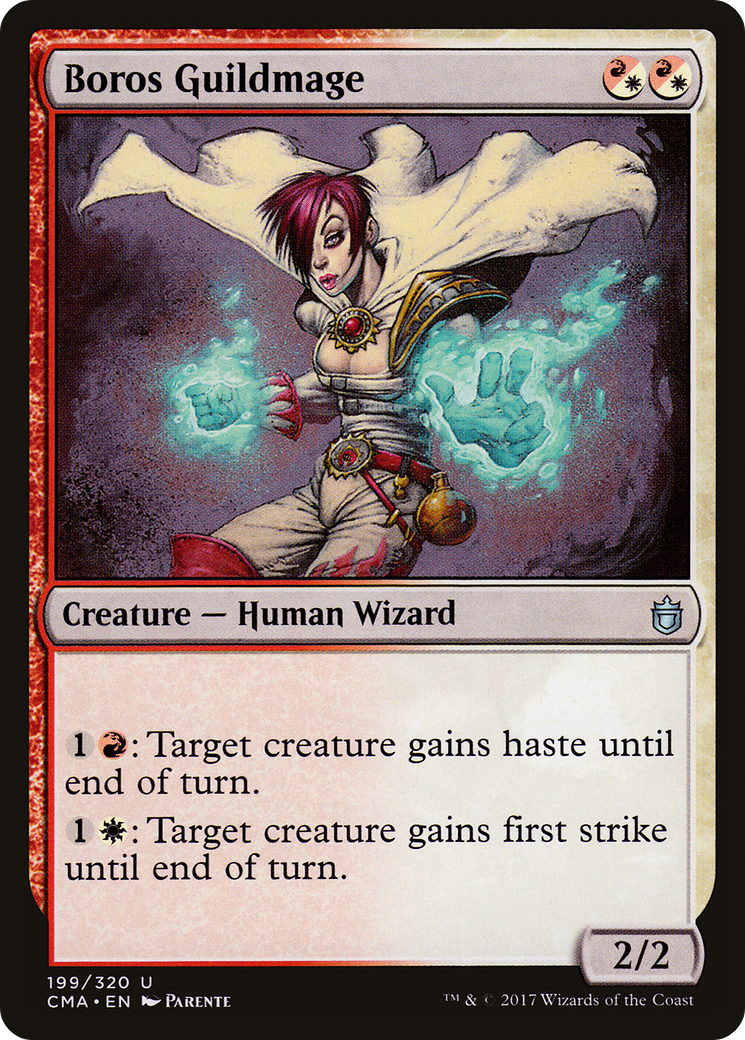 Boros Guildmage
Creature — Human Wizard
1 : Target creature gains haste until
end of turn.
1 : Target creature gains first strike
until end of turn.
2/2
199/320 U
CMA • EN Parente
™ & © 2017 Wizards of the Coast